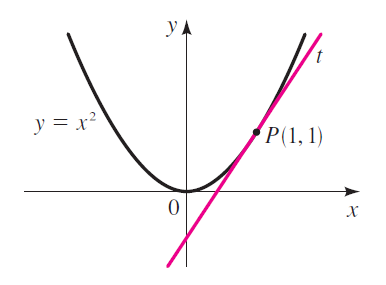 y
t
y = x²
P(1, 1)
0
x